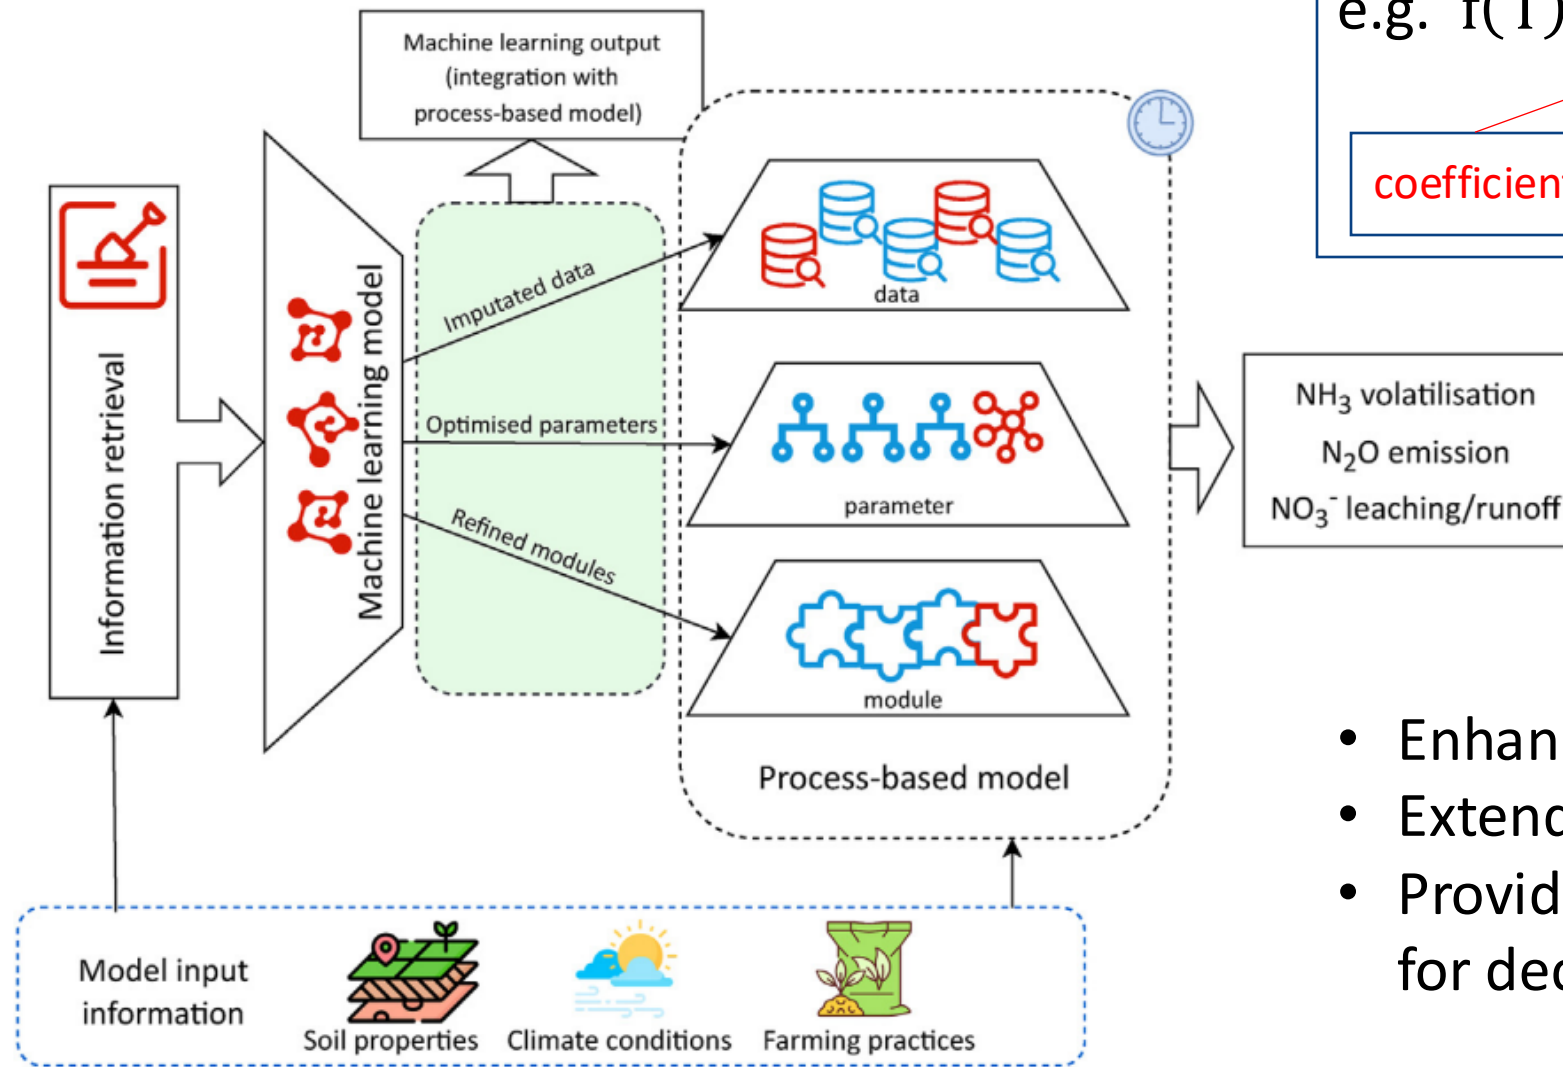 Machine learning output
(integration with
process-based model)
e.g. f(T)
coefficient
Information retrieval
Machine learning model
Imputated data
Optimised parameters
Refined modules
data
parameter
module
Process-based model
NH₃ volatilisation
N₂O emission
NO₃⁻ leaching/runoff
• Enhan
• Extend
• Provid
for dec
Model input
information
Soil properties
Climate conditions
Farming practices